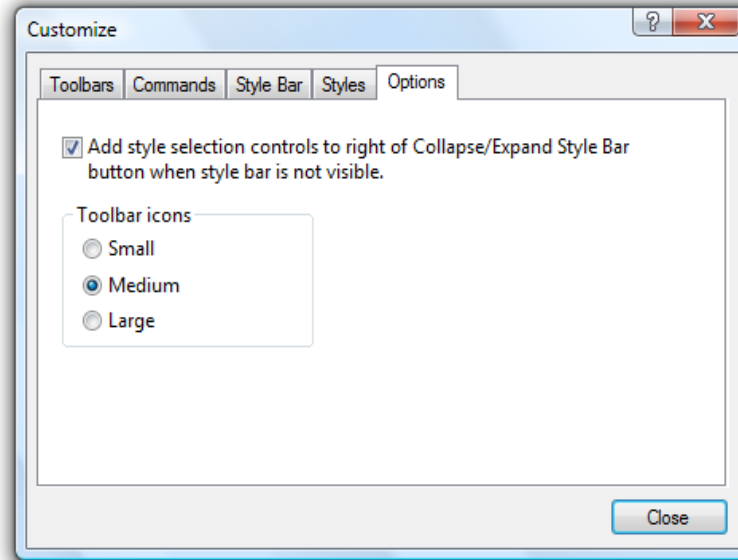 Customize
?
X
Toolbars Commands Style Bar Styles Options
Add style selection controls to right of Collapse/Expand Style Bar
button when style bar is not visible.
Toolbar icons
Small
Medium
Large
Close